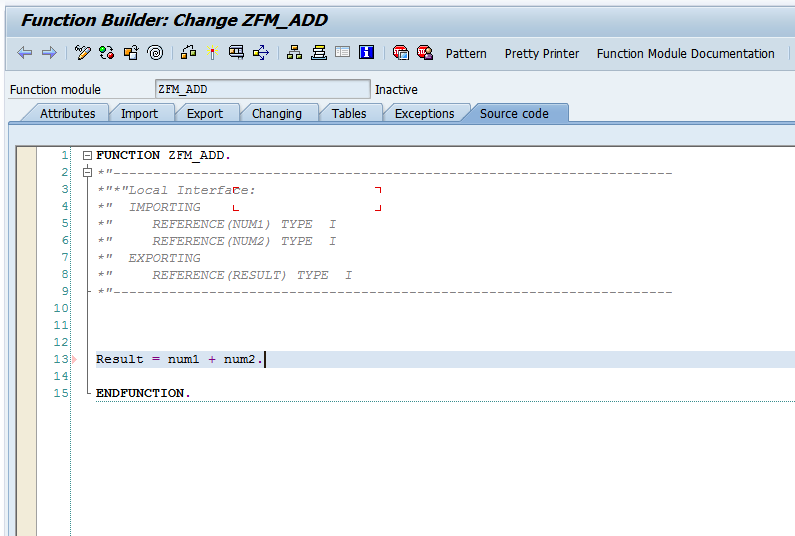 Function Builder: Change ZFM_ADD
Pattern Pretty Printer Function Module Documentation
Function module ZFM_ADD Inactive
Attributes Import Export Changing Tables Exceptions Source code
1 FUNCTION ZFM_ADD.
2 *"----------------------------------------------------------------------
3 *"*"Local Interface:
4 *" IMPORTING
5 *" REFERENCE(NUM1) TYPE I
6 *" REFERENCE(NUM2) TYPE I
7 *" EXPORTING
8 *" REFERENCE(RESULT) TYPE I
9 *"----------------------------------------------------------------------
10
11
12
13 Result = num1 + num2.
14
15 ENDFUNCTION.